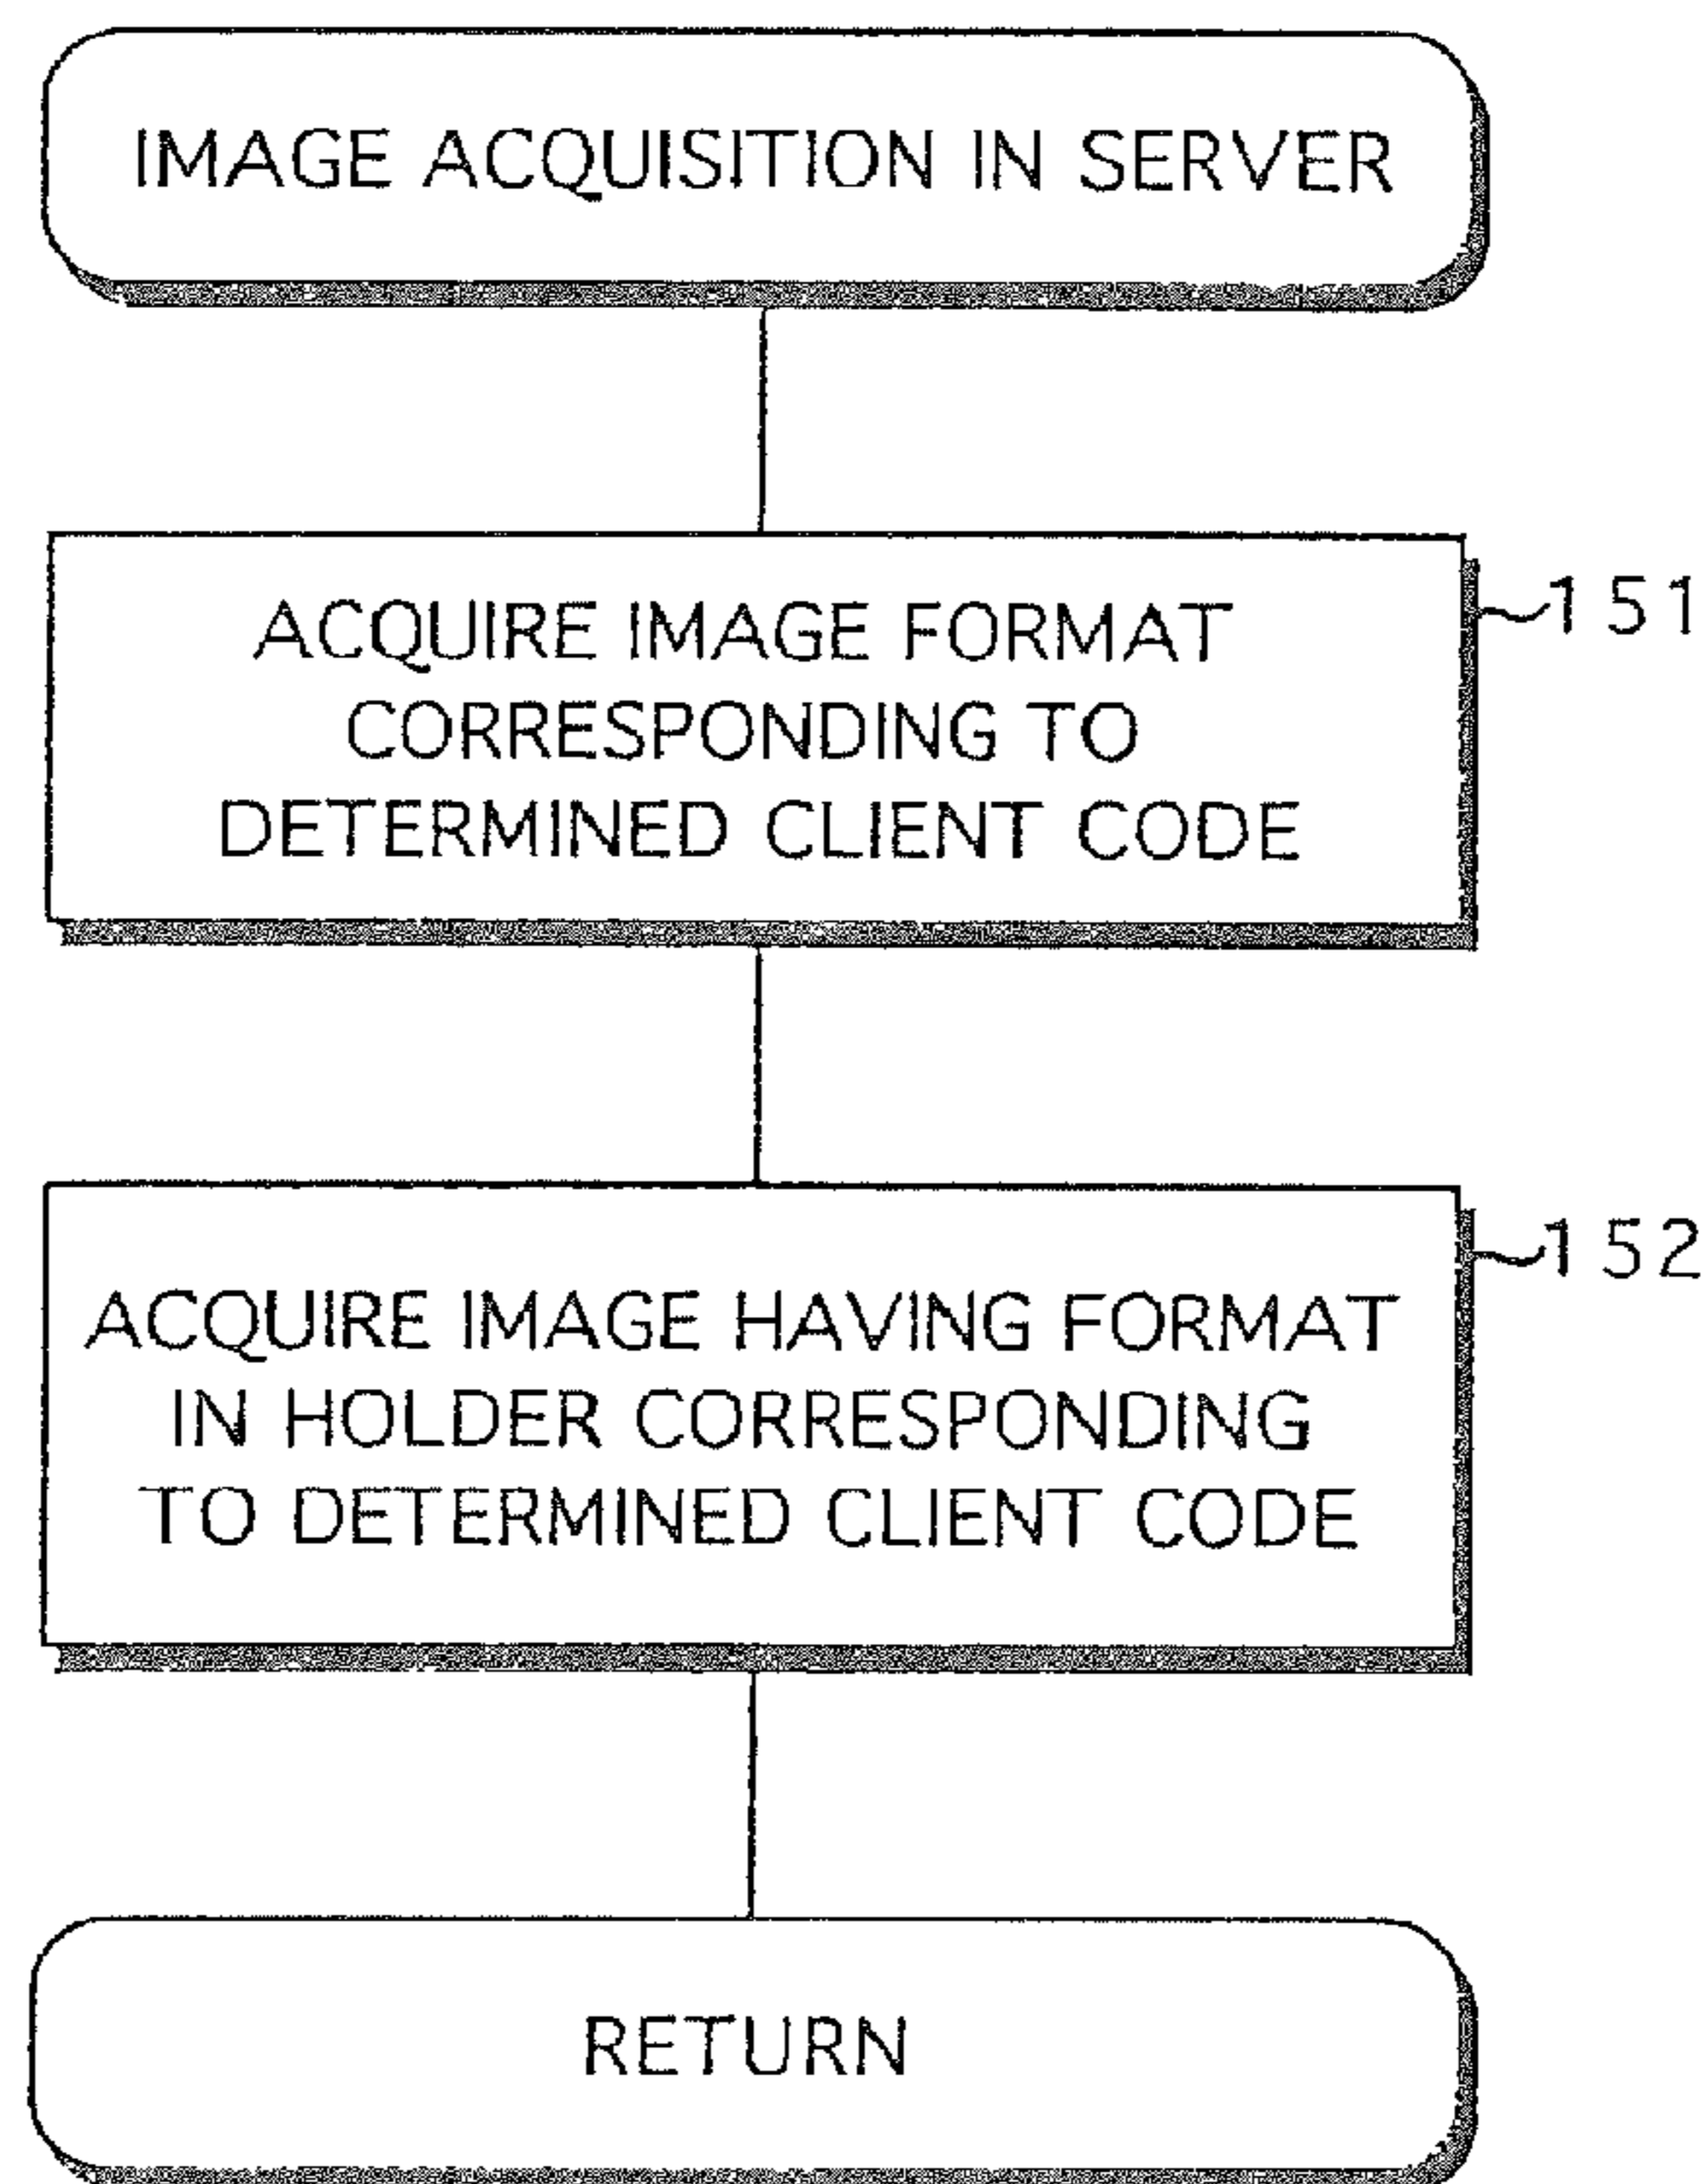 IMAGE ACQUISITION IN SERVER
ACQUIRE IMAGE FORMAT
CORRESPONDING TO
DETERMINED CLIENT CODE
151
ACQUIRE IMAGE HAVING FORMAT
IN HOLDER CORRESPONDING
TO DETERMINED CLIENT CODE
152
RETURN